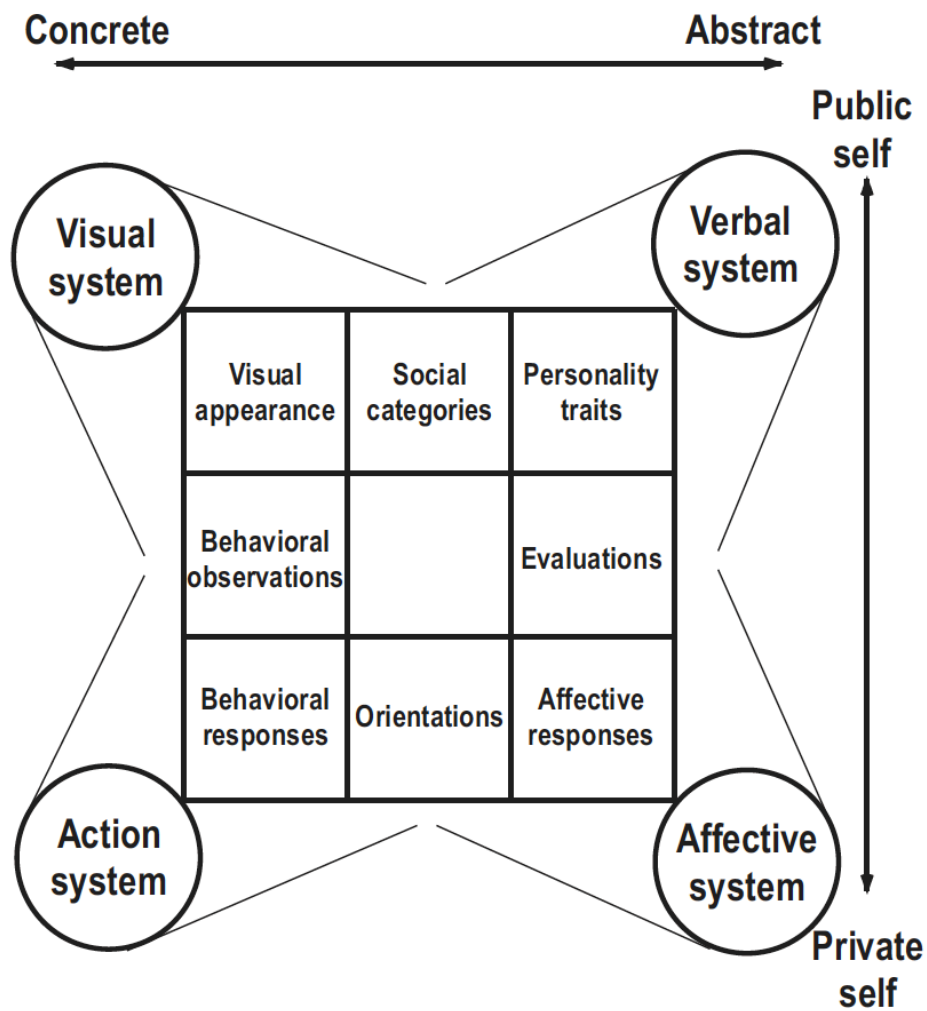 Concrete
Abstract
Public
self
Visual
system
Verbal
system
Visual
appearance
Social
categories
Personality
traits
Behavioral
observations
Evaluations
Behavioral
responses
Orientations
Affective
responses
Action
system
Affective
system
Private
self